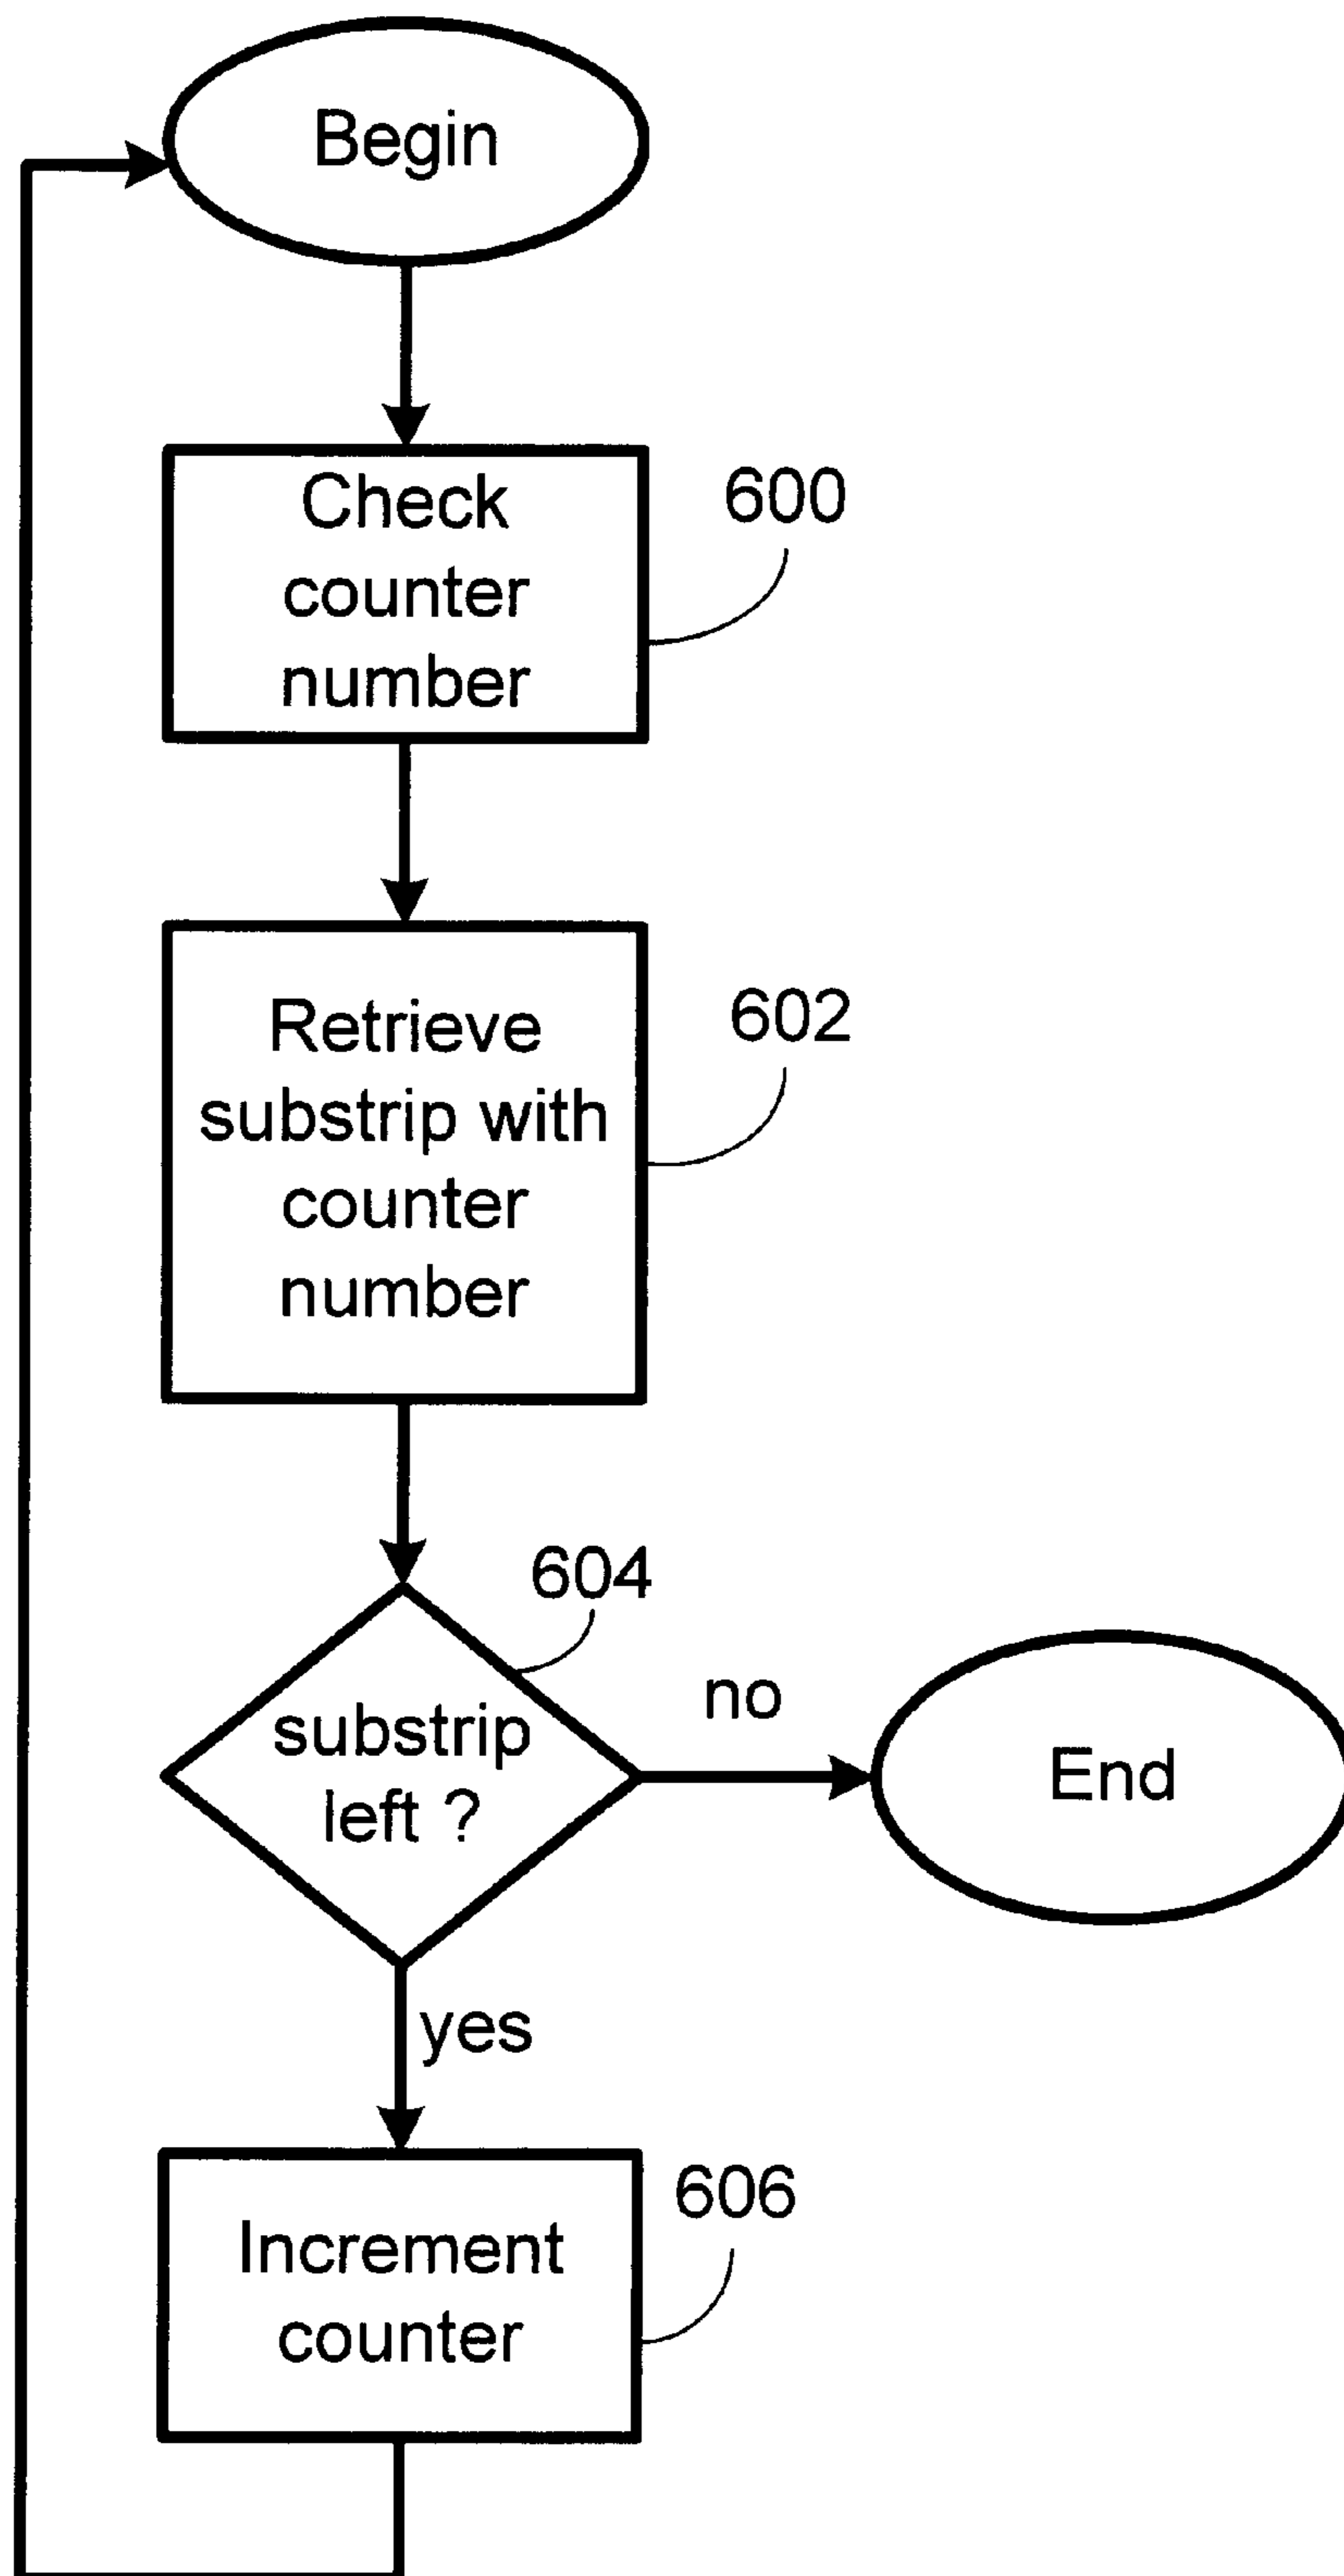 Begin
Check
counter
number
600
Retrieve
substrip with
counter
number
602
604
substrip
left ?
no
End
yes
Increment
counter
606